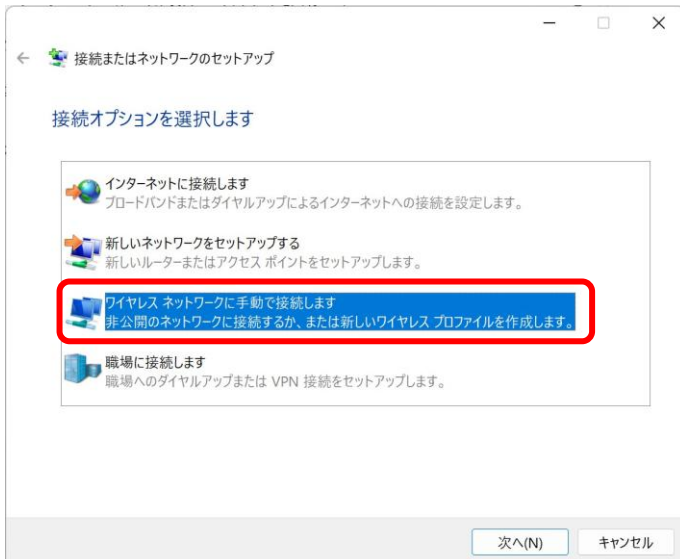 接続またはネットワークのセットアップ
接続オプションを選択します
インターネットに接続します
ブロードバンドまたはダイヤルアップによるインターネットへの接続を設定します。
新しいネットワークをセットアップする
新しいルーターまたはアクセス ポイントをセットアップします。
ワイヤレス ネットワークに手動で接続します
非公開のネットワークに接続するか、または新しいワイヤレス プロファイルを作成します。
職場に接続します
職場へのダイヤルアップまたは VPN 接続をセットアップします。
次へ(N) キャンセル